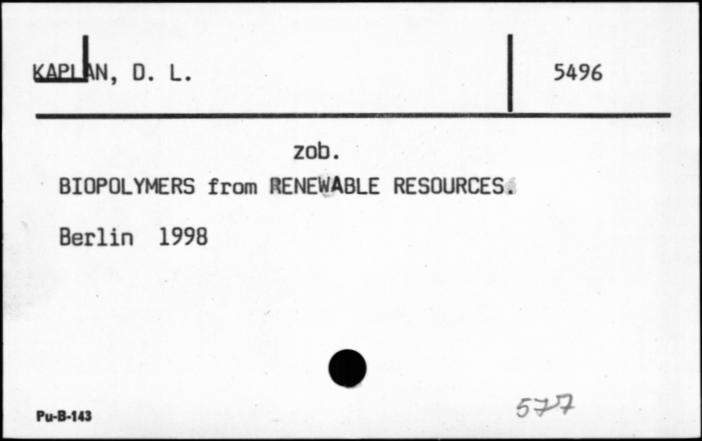 KAPLAN, D. L. 5496
zob.
BIOPOLYMERS from RENEWABLE RESOURCES.
Berlin 1998
577
Pu-B-143